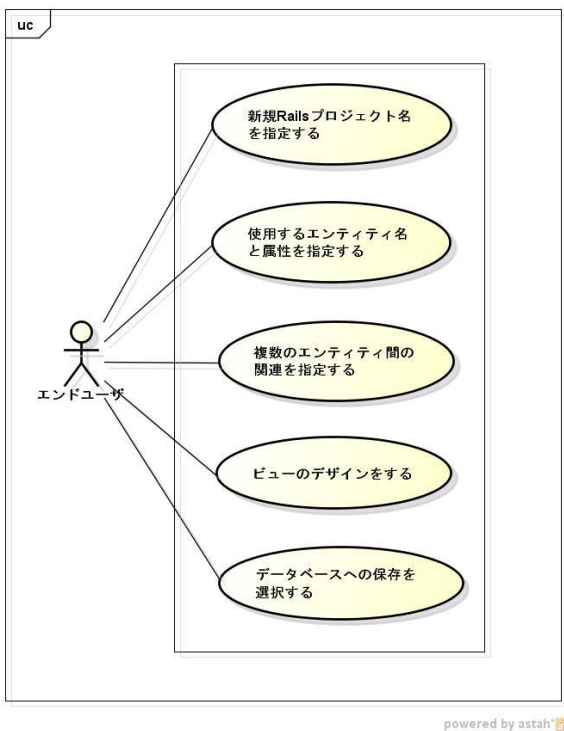 uc
新規Railsプロジェクト名
を指定する
使用するエンティティ名
と属性を指定する
複数のエンティティ間の
関連を指定する
エンドユーザ
ビューのデザインをする
データベースへの保存を
選択する
powered by astah*